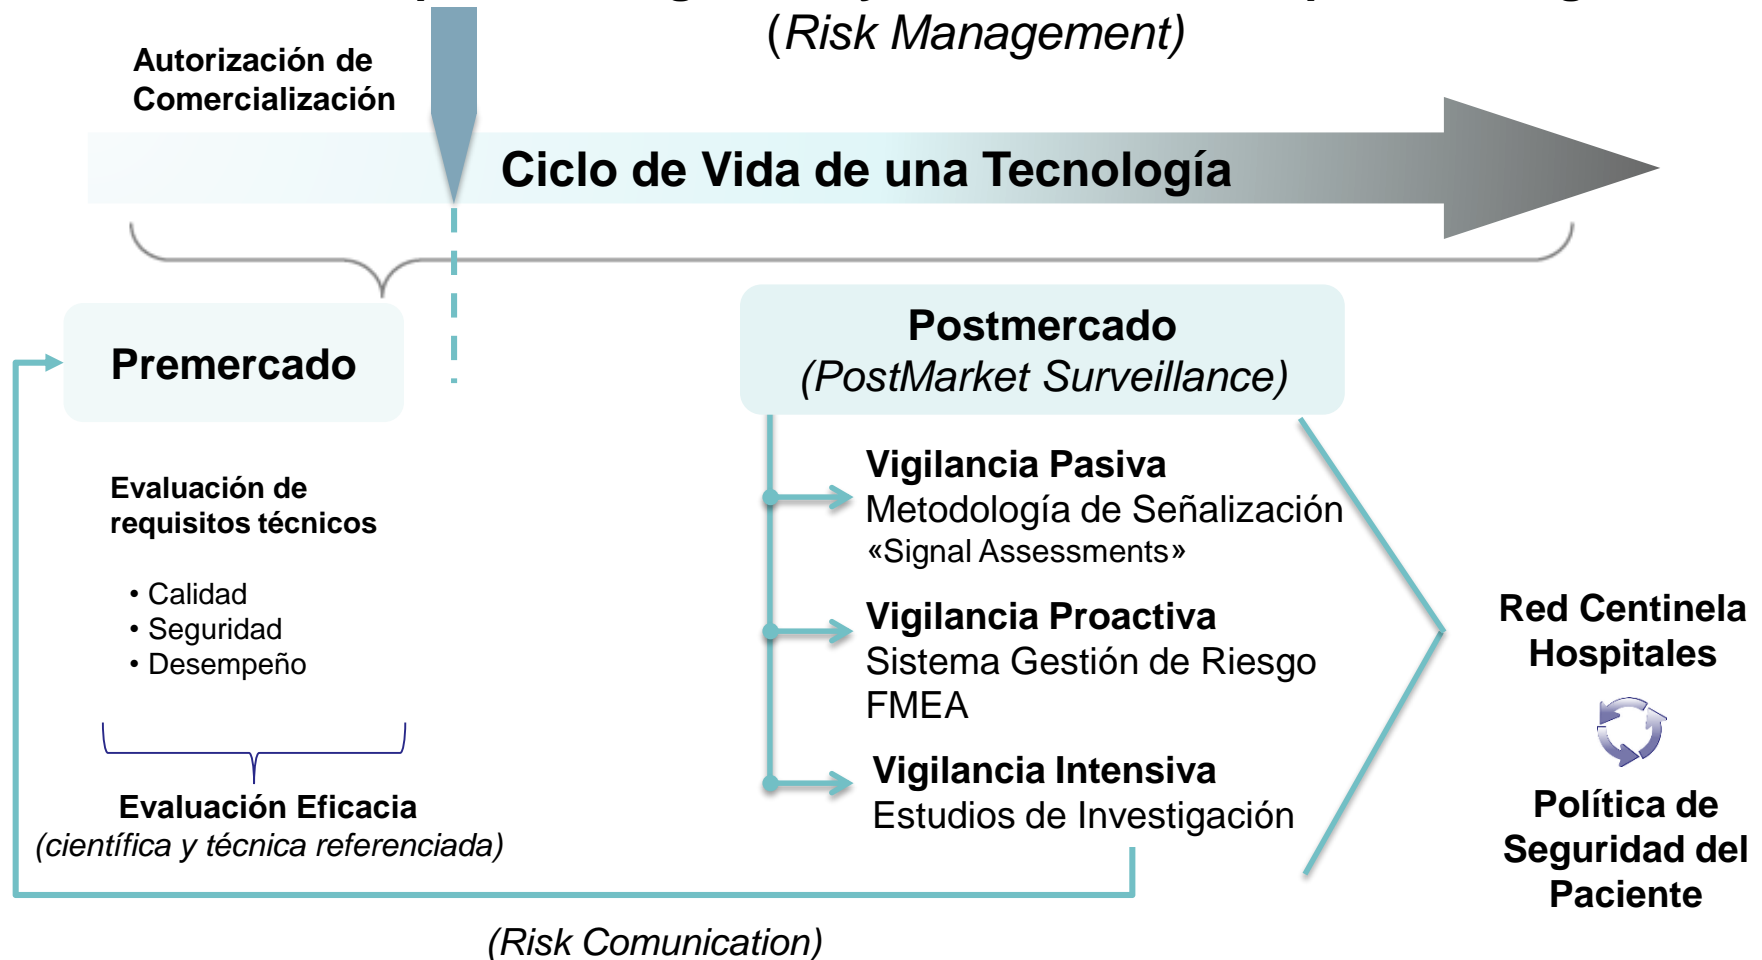 (Risk Management)
Autorización de
Comercialización
Ciclo de Vida de una Tecnología
Premercado
Evaluación de
requisitos técnicos
• Calidad
• Seguridad
• Desempeño
Evaluación Eficacia
(científica y técnica referenciada)
Postmercado
(PostMarket Surveillance)
Vigilancia Pasiva
Metodología de Señalización
«Signal Assessments»
Vigilancia Proactiva
Sistema Gestión de Riesgo
FMEA
Vigilancia Intensiva
Estudios de Investigación
Red Centinela
Hospitales
Política de
Seguridad del
Paciente
(Risk Comunication)